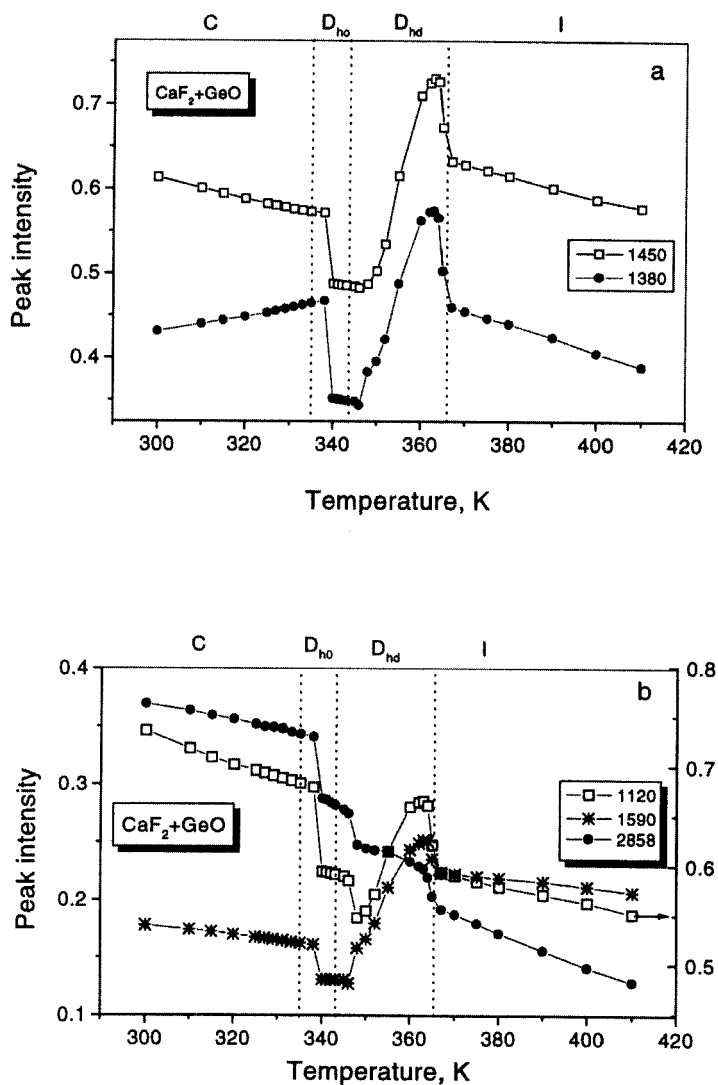 C D_ho D_hd I
a
CaF₂+GeO
0.7
0.6
0.5
0.4
Peak intensity
1450
1380
300 320 340 360 380 400 420
Temperature, K
C D_h0 D_hd I
b
0.4
0.3
0.2
0.1
Peak intensity
CaF₂+GeO
1120
1590
2858
0.8
0.7
0.6
0.5
300 320 340 360 380 400 420
Temperature, K